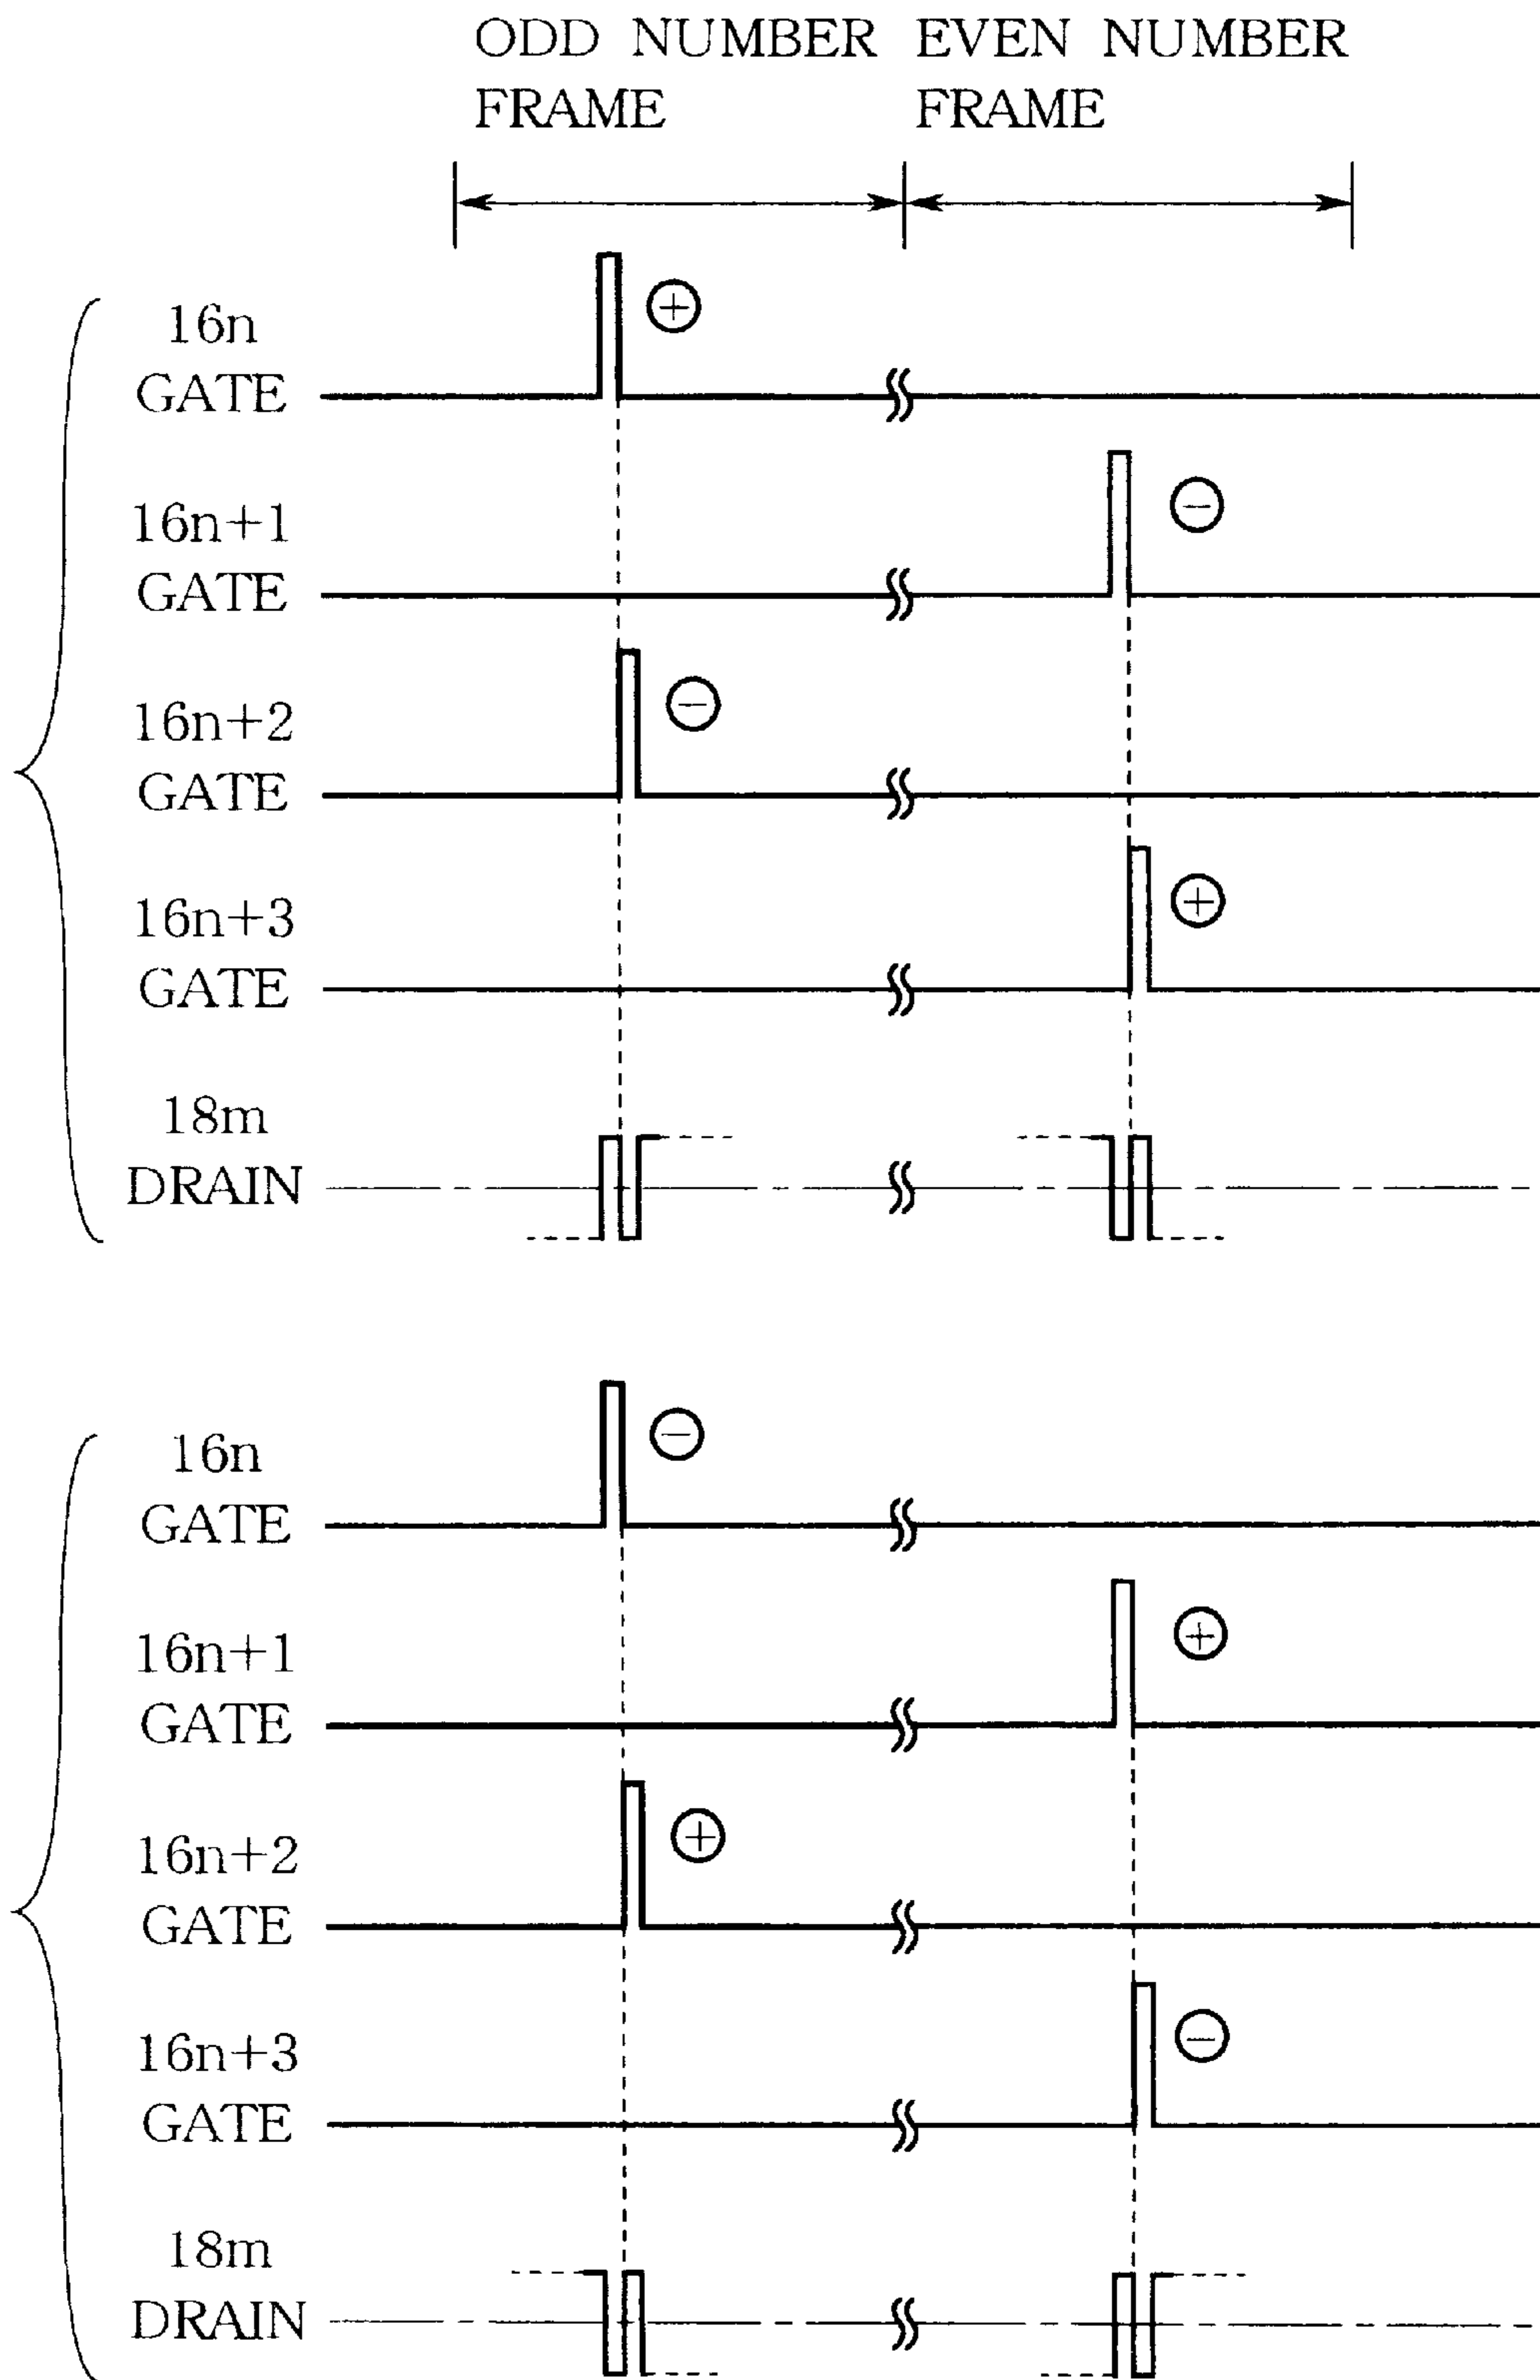 ODD NUMBER FRAME
EVEN NUMBER FRAME
+
16n
GATE
16n+1
GATE
−
16n+2
GATE
−
16n+3
GATE
+
18m
DRAIN
16n
GATE
−
16n+1
GATE
+
16n+2
GATE
+
16n+3
GATE
−
18m
DRAIN